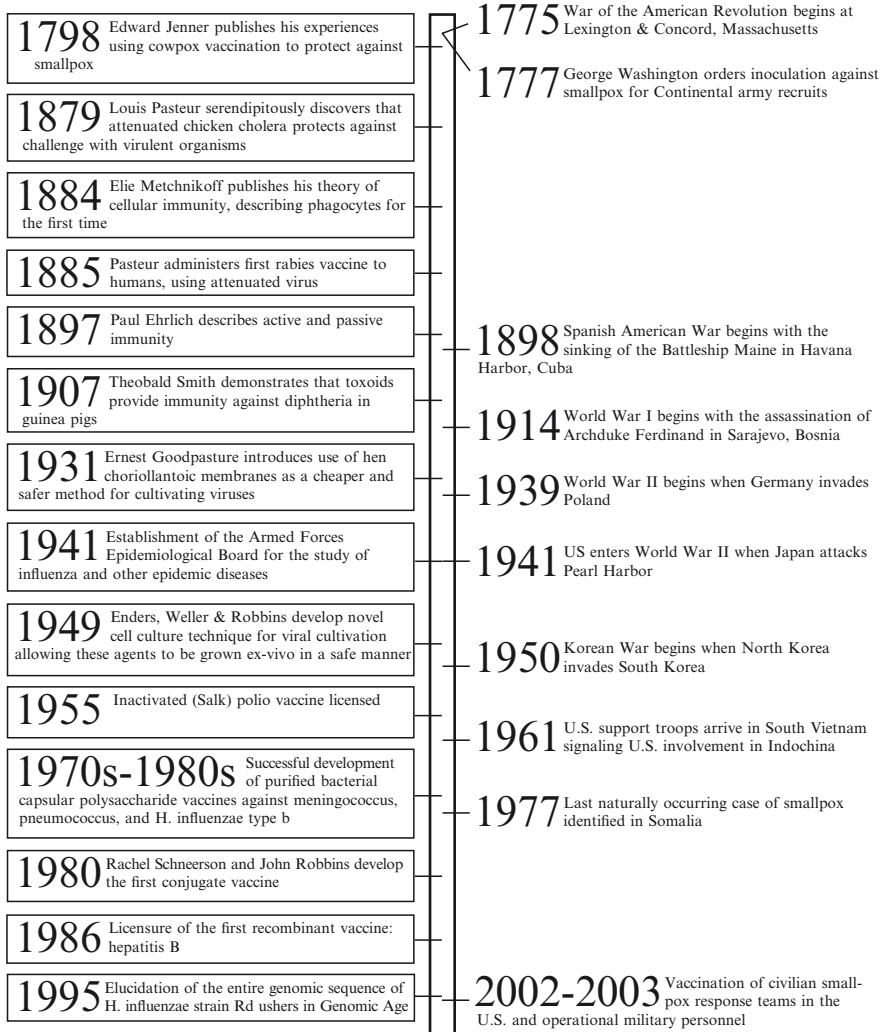 1798 Edward Jenner publishes his experiences
using cowpox vaccination to protect against
smallpox
1879 Louis Pasteur serendipitously discovers that
attenuated chicken cholera protects against
challenge with virulent organisms
1884 Elie Metchnikoff publishes his theory of
cellular immunity, describing phagocytes for
the first time
1885 Pasteur administers first rabies vaccine to
humans, using attenuated virus
1897 Paul Ehrlich describes active and passive
immunity
1907 Theobald Smith demonstrates that toxoids
provide immunity against diphtheria in
guinea pigs
1931 Ernest Goodpasture introduces use of hen
choriollantoic membranes as a cheaper and
safer method for cultivating viruses
1941 Establishment of the Armed Forces
Epidemiological Board for the study of
influenza and other epidemic diseases
1949 Enders, Weller & Robbins develop novel
cell culture technique for viral cultivation
allowing these agents to be grown ex-vivo in a safe manner
1955 Inactivated (Salk) polio vaccine licensed
1970s-1980s Successful development
of purified bacterial
capsular polysaccharide vaccines against meningococcus,
pneumococcus, and H. influenzae type b
1980 Rachel Schneerson and John Robbins develop
the first conjugate vaccine
1986 Licensure of the first recombinant vaccine:
hepatitis B
1995 Elucidation of the entire genomic sequence of
H. influenzae strain Rd ushers in Genomic Age
1775 War of the American Revolution begins at
Lexington & Concord, Massachusetts
1777 George Washington orders inoculation against
smallpox for Continental army recruits
1898 Spanish American War begins with the
sinking of the Battleship Maine in Havana
Harbor, Cuba
1914 World War I begins with the assassination of
Archduke Ferdinand in Sarajevo, Bosnia
1939 World War II begins when Germany invades
Poland
1941 US enters World War II when Japan attacks
Pearl Harbor
1950 Korean War begins when North Korea
invades South Korea
1961 U.S. support troops arrive in South Vietnam
signaling U.S. involvement in Indochina
1977 Last naturally occurring case of smallpox
identified in Somalia
2002-2003 Vaccination of civilian small-
pox response teams in the
U.S. and operational military personnel